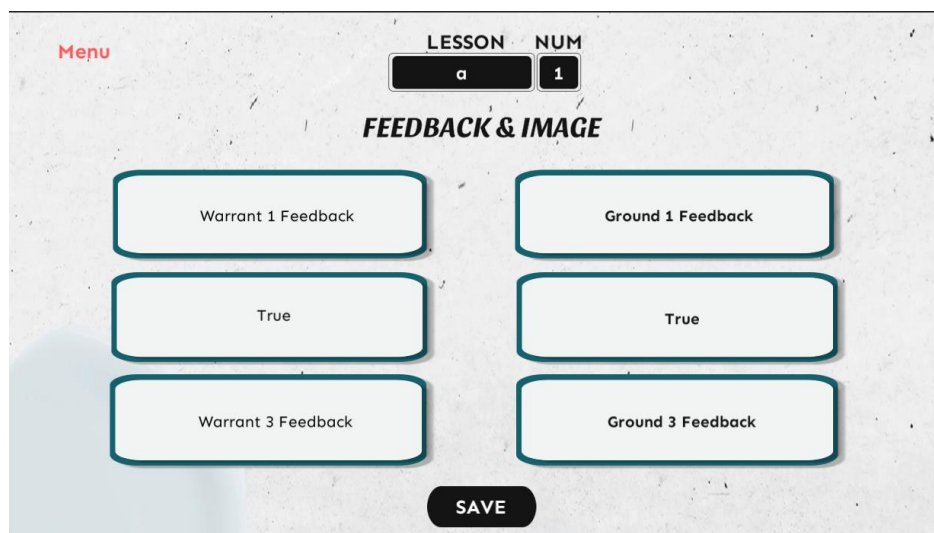 Menu
LESSON NUM
a 1
FEEDBACK & IMAGE
Warrant 1 Feedback
Ground 1 Feedback
True
True
Warrant 3 Feedback
Ground 3 Feedback
SAVE